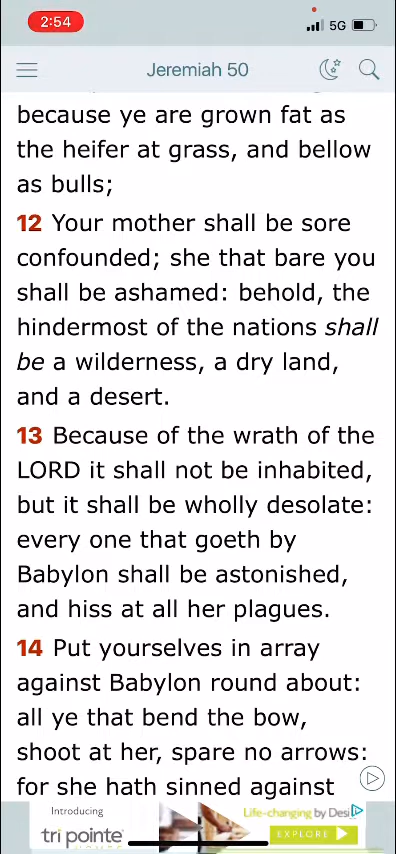 2:54
5G
Jeremiah 50
because ye are grown fat as
the heifer at grass, and bellow
as bulls;
12 Your mother shall be sore
confounded; she that bare you
shall be ashamed: behold, the
hindermost of the nations shall
be a wilderness, a dry land,
and a desert.
13 Because of the wrath of the
LORD it shall not be inhabited,
but it shall be wholly desolate:
every one that goeth by
Babylon shall be astonished,
and hiss at all her plagues.
14 Put yourselves in array
against Babylon round about:
all ye that bend the bow,
shoot at her, spare no arrows:
for she hath sinned against
Introducing
tri pointe
HOMES
Life-changing by Desi
EXPLORE